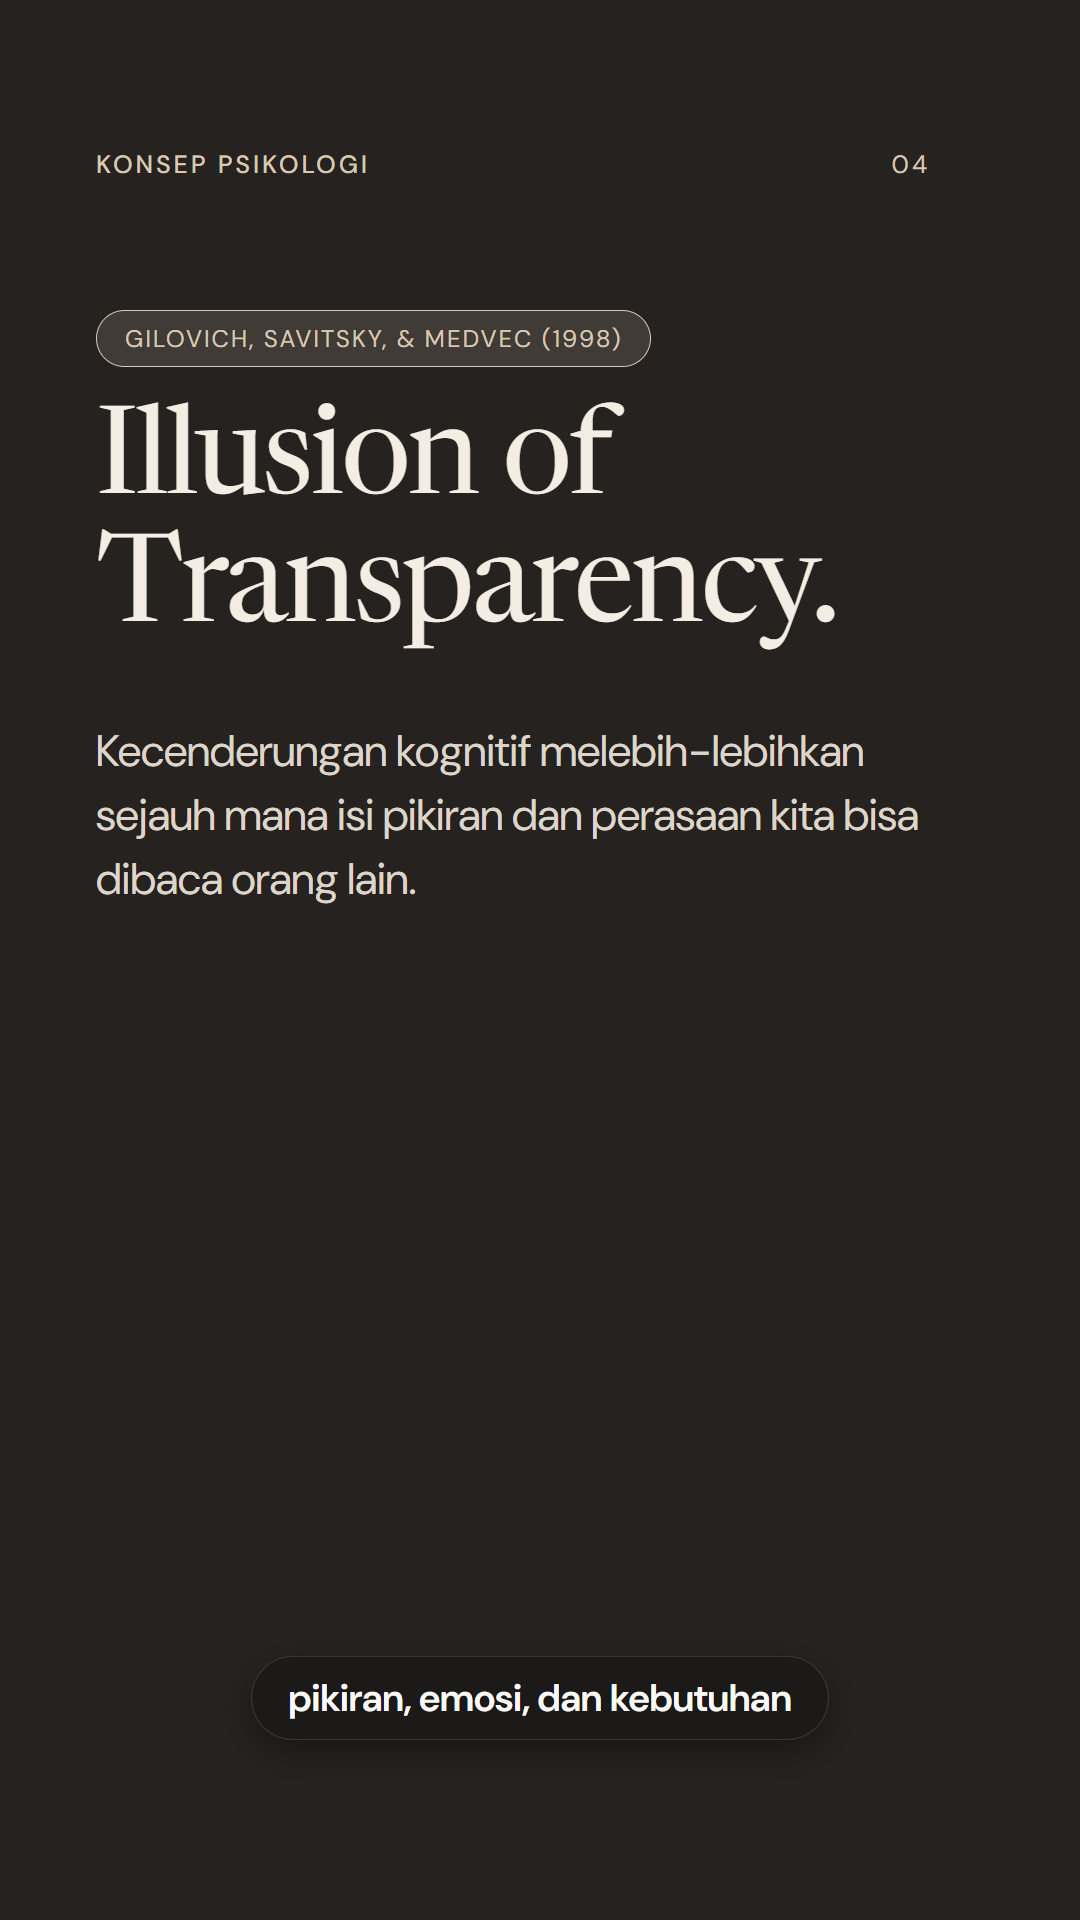 KONSEP PSIKOLOGI
04
GILOVICH, SAVITSKY, & MEDVEC (1998)
Illusion of
Transparency.
Kecenderungan kognitif melebih-lebihkan
sejauh mana isi pikiran dan perasaan kita bisa
dibaca orang lain.
pikiran, emosi, dan kebutuhan